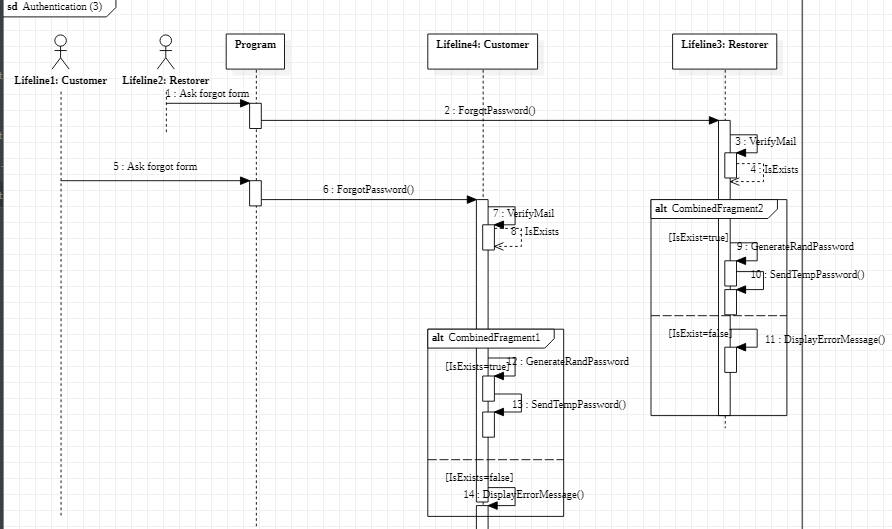 sd Authentication (3)
Program
Lifeline4: Customer
Lifeline3: Restorer
Lifeline1: Customer
Lifeline2: Restorer
1 : Ask forgot form
2 : ForgotPassword()
3 : VerifyMail
4 : IsExists
5 : Ask forgot form
6 : ForgotPassword()
7 : VerifyMail
8 : IsExists
alt CombinedFragment2
[IsExist=true]
9 : GenerateRandPassword
10 : SendTempPassword()
[IsExist=false]
11 : DisplayErrorMessage()
alt CombinedFragment1
[IsExists=true]
12 : GenerateRandPassword
13 : SendTempPassword()
[IsExists=false]
14 : DisplayErrorMessage()